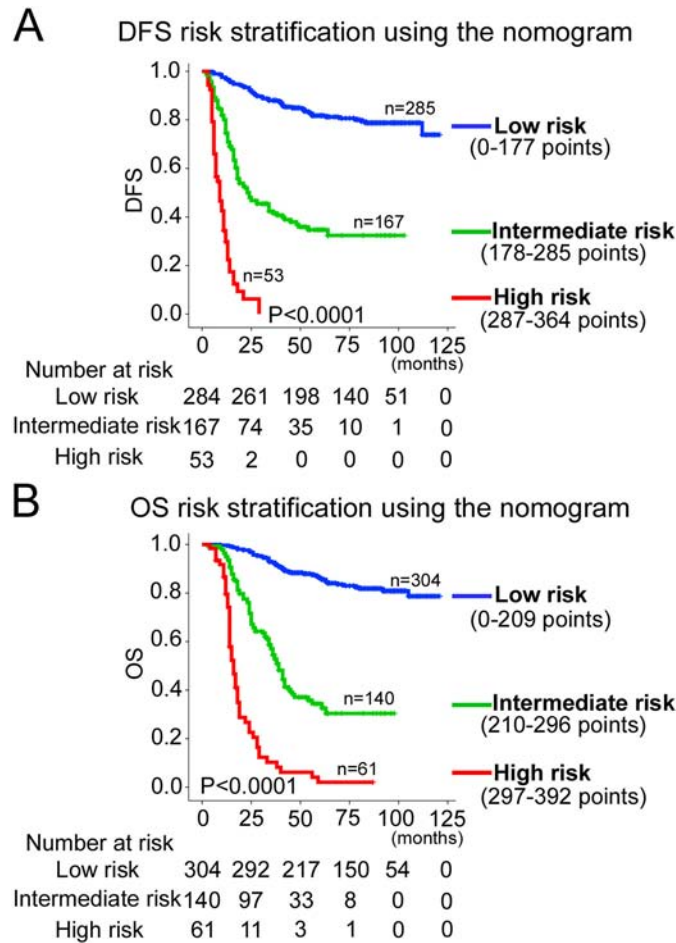 A
DFS risk stratification using the nomogram
1.0
0.8
0.6
0.4
0.2
0.0
DFS
n=285
n=167
n=53
P<0.0001
Low risk
(0-177 points)
Intermediate risk
(178-285 points)
High risk
(287-364 points)
0 25 50 75 100 125
(months)
Number at risk
Low risk 284 261 198 140 51 0
Intermediate risk 167 74 35 10 1 0
High risk 53 2 0 0 0 0
B
OS risk stratification using the nomogram
1.0
0.8
0.6
0.4
0.2
0.0
OS
n=304
n=140
n=61
P<0.0001
Low risk
(0-209 points)
Intermediate risk
(210-296 points)
High risk
(297-392 points)
0 25 50 75 100 125
(months)
Number at risk
Low risk 304 292 217 150 54 0
Intermediate risk 140 97 33 8 0 0
High risk 61 11 3 1 0 0